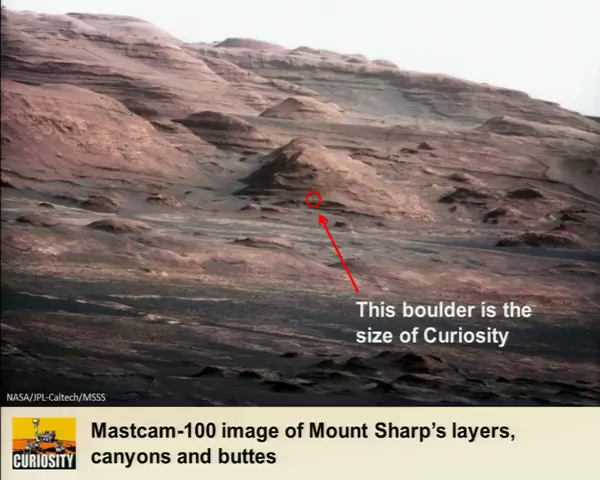 This boulder is the
size of Curiosity
NASA/JPL-Caltech/MSSS
Mastcam-100 image of Mount Sharp's layers,
canyons and buttes
CURIOSITY